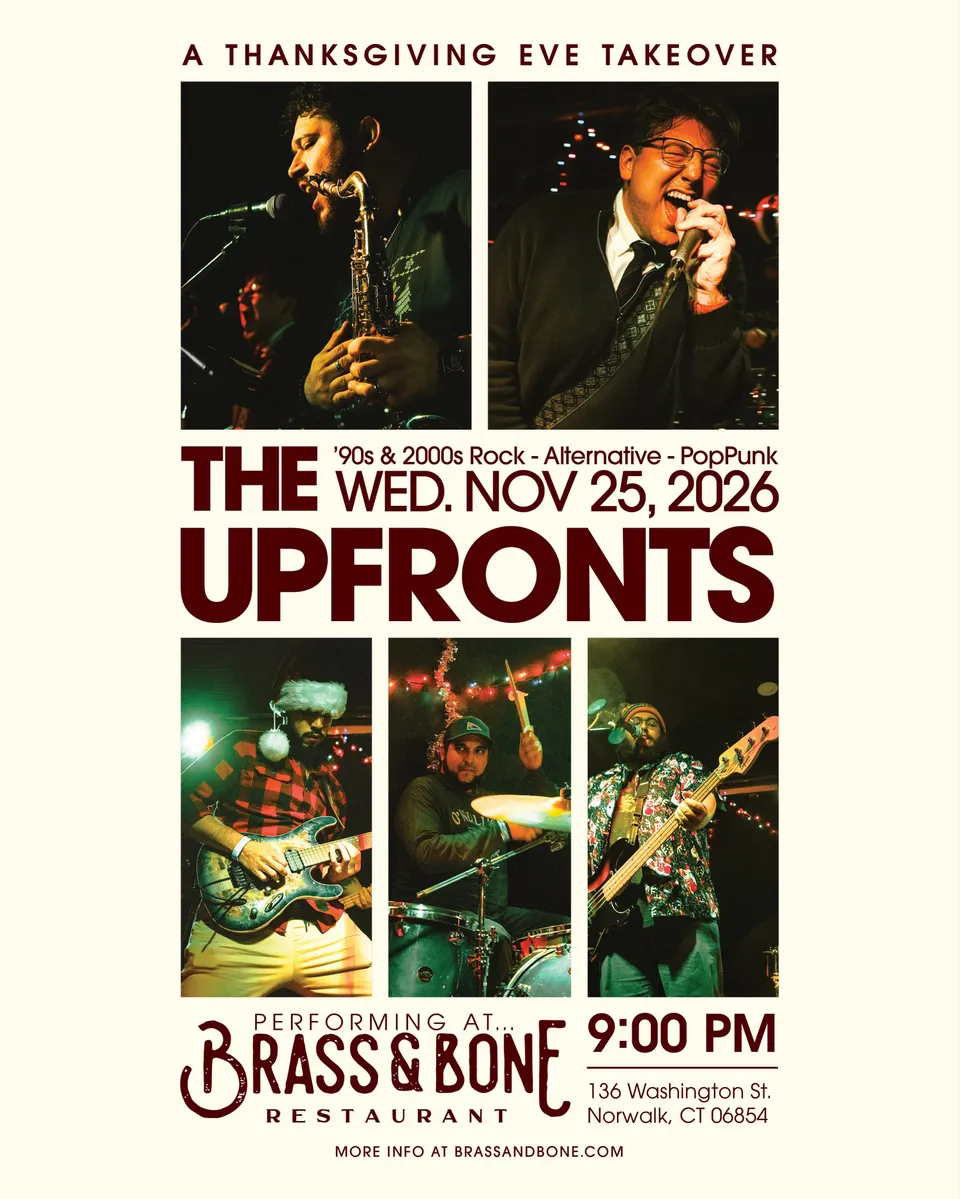 A THANKSGIVING EVE TAKEOVER
THE
’90s & 2000s Rock - Alternative - PopPunk
WED. NOV 25, 2026
UPFRONTS
PERFORMING AT...
BRASS & BONE
RESTAURANT
9:00 PM
136 Washington St.
Norwalk, CT 06854
MORE INFO AT BRASSANDBONE.COM